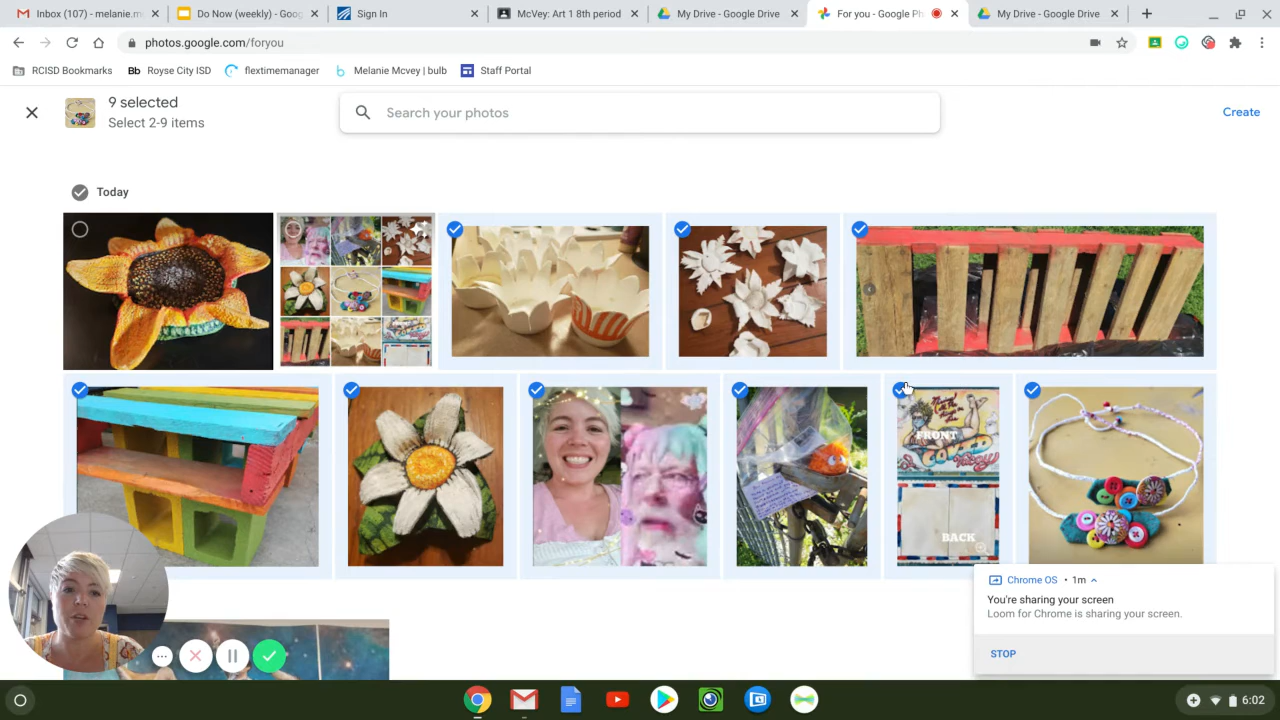 Inbox (107) - melanie.m
Do Now (weekly) - Goog
Sign In
McVey: Art 1 8th period
My Drive - Google Drive
For you - Google Ph
My Drive - Google Drive
photos.google.com/foryou
RCISD Bookmarks
Bb Royse City ISD
flextimemanager
Melanie Mcvey | bulb
Staff Portal
9 selected
Select 2-9 items
Search your photos
Create
Today
FRONT
BACK
Chrome OS • 1m
You're sharing your screen
Loom for Chrome is sharing your screen.
STOP
6:02